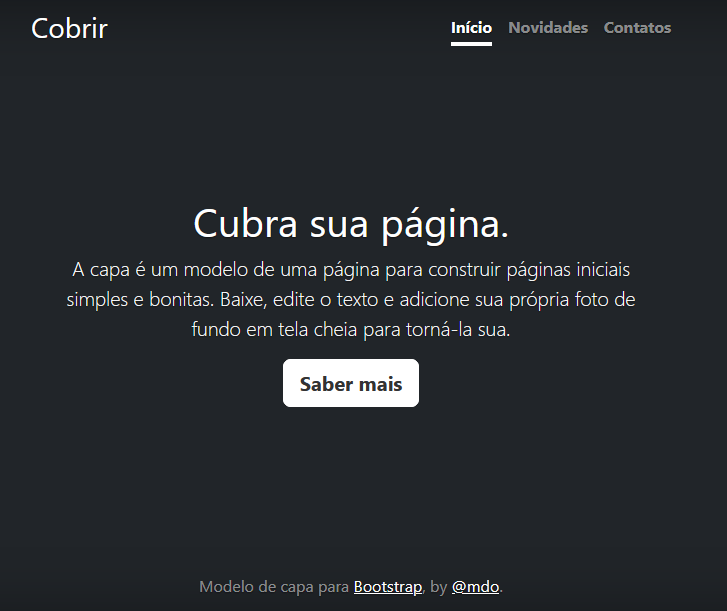 Cobrir
Início Novidades Contatos
Cubra sua página.
A capa é um modelo de uma página para construir páginas iniciais
simples e bonitas. Baixe, edite o texto e adicione sua própria foto de
fundo em tela cheia para torná-la sua.
Saber mais
Modelo de capa para Bootstrap, by @mdo.